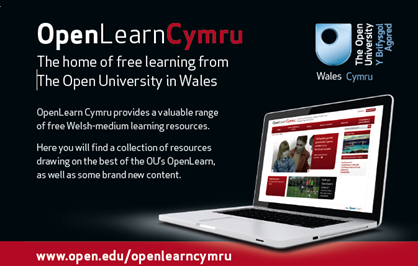 OpenLearnCymru
The home of free learning from
The Open University in Wales
OpenLearn Cymru provides a valuable range
of free Welsh-medium learning resources.
Here you will find a collection of resources
drawing on the best of the OU's OpenLearn,
as well as some brand new content.
The Open
University
Y Brifysgol
Agored
Wales Cymru
OpenLearnCymru
www.open.edu/openlearncymru